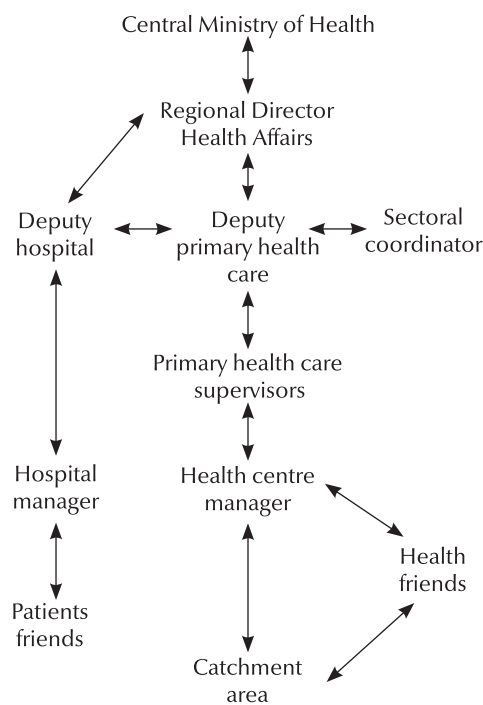 Central Ministry of Health
Regional Director
Health Affairs
Deputy
hospital
Deputy
primary health
care
Sectoral
coordinator
Primary health care
supervisors
Hospital
manager
Health centre
manager
Health
friends
Patients
friends
Catchment
area